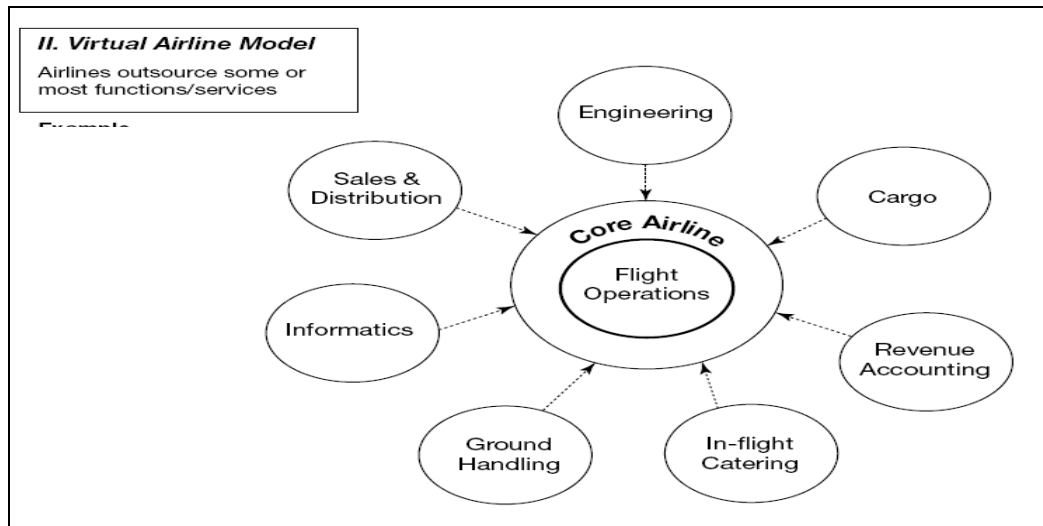 II. Virtual Airline Model
Airlines outsource some or
most functions/services
Engineering
Sales &
Distribution
Cargo
Core Airline
Flight
Operations
Informatics
Revenue
Accounting
Ground
Handling
In-flight
Catering